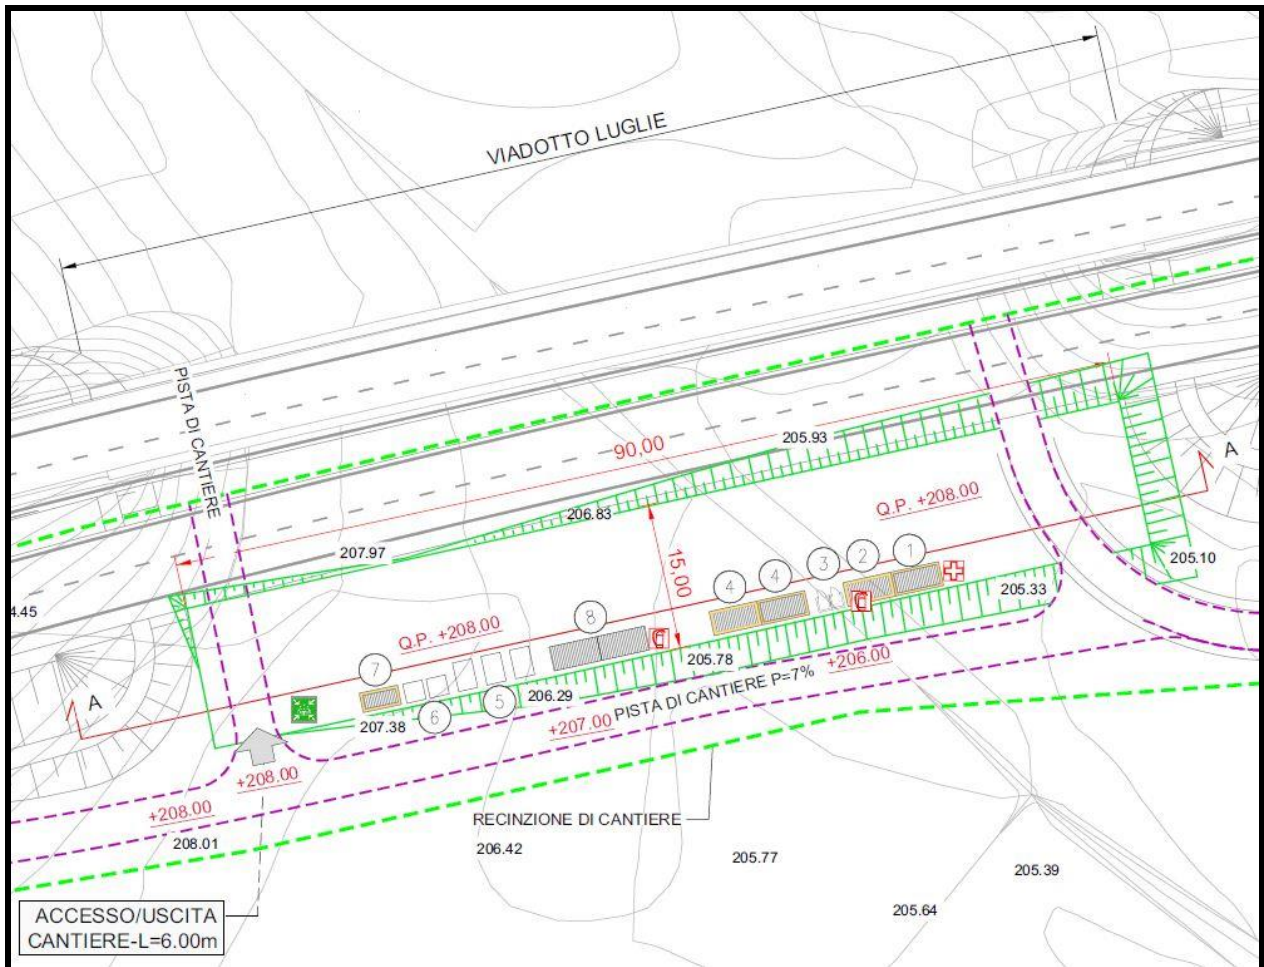 VIADOTTO LUGLIE
PISTA DI CANTIERE
90,00
205.93
A
Q.P. +208.00
206.83
207.97
15,00
205.10
1
2
3
4
4
205.33
4.45
8
Q.P. +208.00
205.78
+206.00
7
A
206.29
PISTA DI CANTIERE P=7%
5
6
207.38
+207.00
+208.00
+208.00
208.01
RECINZIONE DI CANTIERE
206.42
205.77
205.39
205.64
ACCESSO/USCITA
CANTIERE-L=6.00m